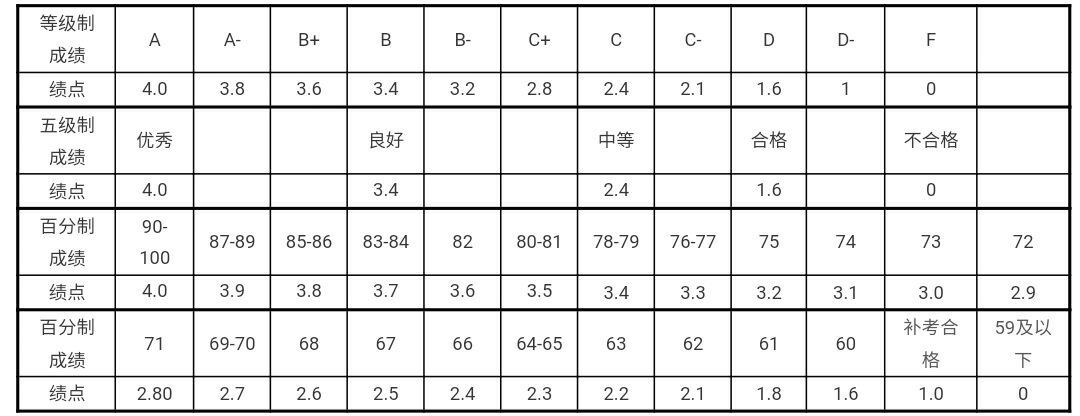 等级制成绩 A A- B+ B B- C+ C C- D D- F
绩点 4.0 3.8 3.6 3.4 3.2 2.8 2.4 2.1 1.6 1 0
五级制成绩 优秀 良好 中等 合格 不合格
绩点 4.0 3.4 2.4 1.6 0
百分制成绩 90-100 87-89 85-86 83-84 82 80-81 78-79 76-77 75 74 73 72
绩点 4.0 3.9 3.8 3.7 3.6 3.5 3.4 3.3 3.2 3.1 3.0 2.9
百分制成绩 71 69-70 68 67 66 64-65 63 62 61 60 补考合格 59及以下
绩点 2.80 2.7 2.6 2.5 2.4 2.3 2.2 2.1 1.8 1.6 1.0 0